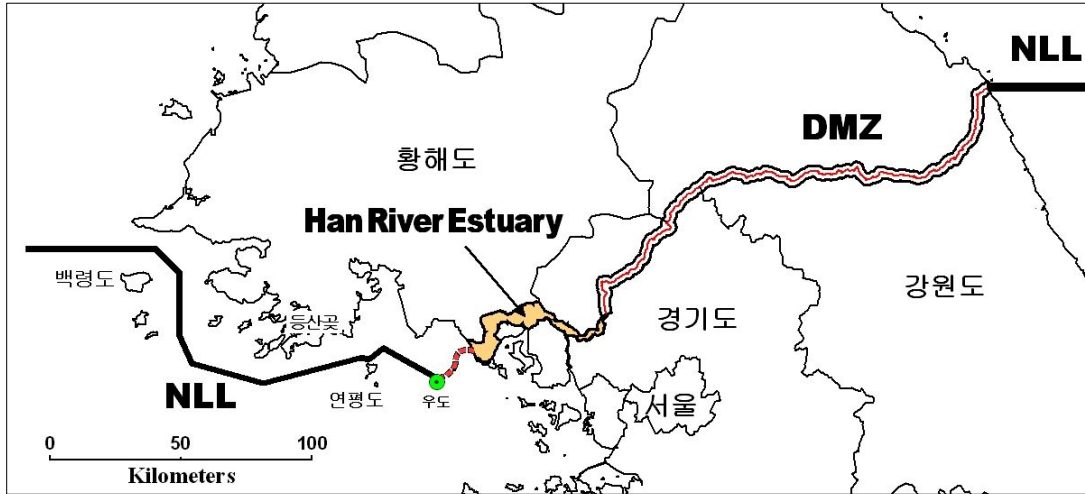 NLL
DMZ
황해도
Han River Estuary
백령도
강원도
경기도
등산곶
NLL
연평도
우도
서울
0 50 100
Kilometers